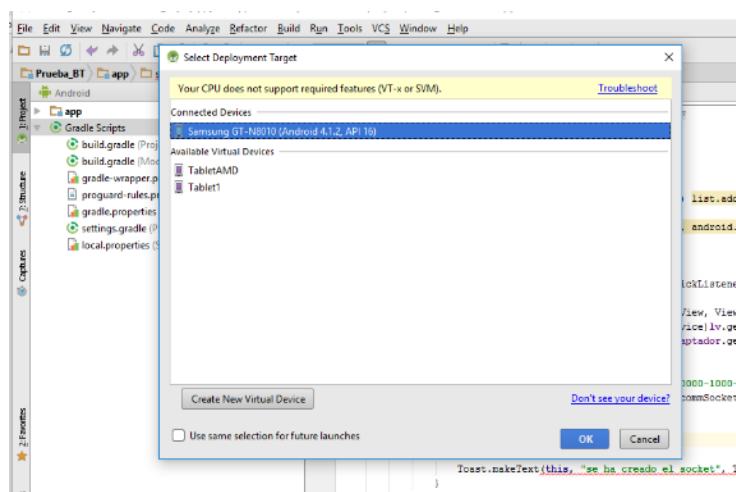 File Edit View Navigate Code Analyze Refactor Build Run Tools VCS Window Help
Select Deployment Target
Prueba_BT app
Your CPU does not support required features (VT-x or SVM). Troubleshoot
Android
1: Project
app
Gradle Scripts
build.gradle (Proj
build.gradle (Mod
gradle-wrapper.p
proguard-rules.pr
gradle.properties
settings.gradle (P
local.properties (S
Z: Structure
Captures
2: Favorites
Connected Devices
Samsung GT-N8010 (Android 4.1.2, API 16)
Available Virtual Devices
TabletAMD
Tablet1
Create New Virtual Device Don't see your device?
Use same selection for future launches
OK Cancel
list.add
android.
ickListene
View, View
vice)lv.ge
aptador.ge
0000-1000-
commSocket
Toast.makeText(this, "se ha creado el socket", T
}